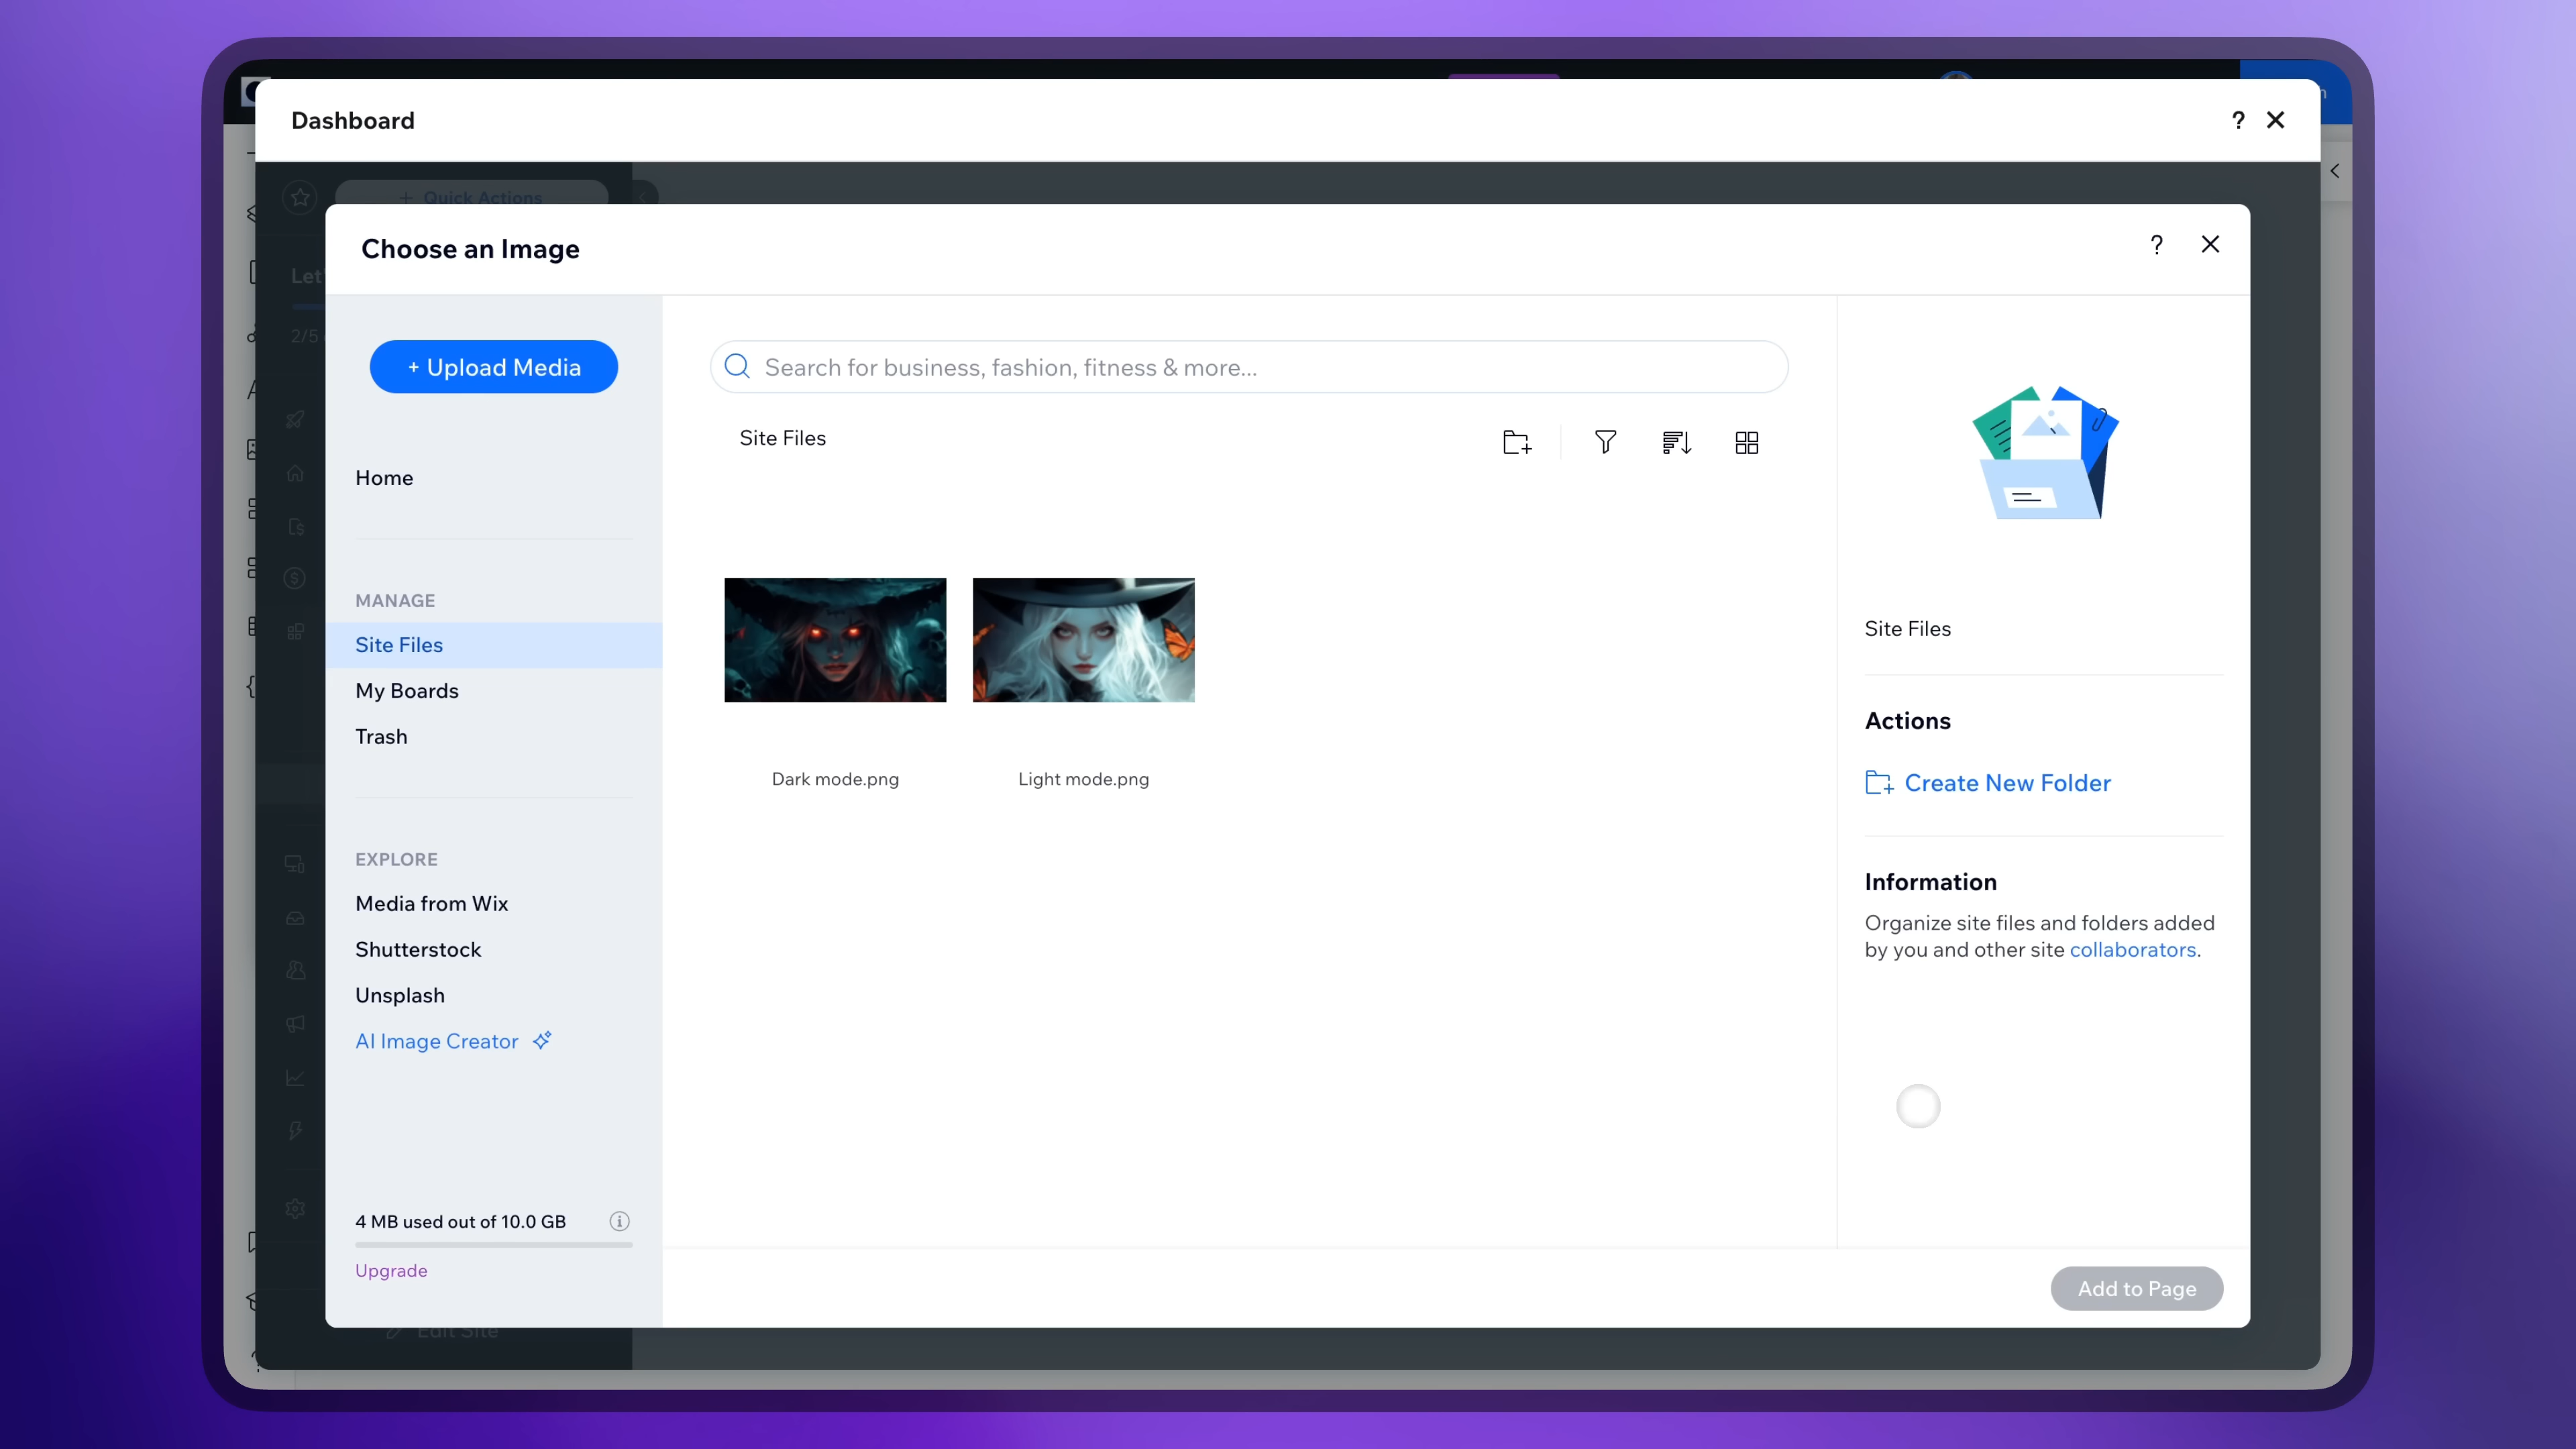 Dashboard
?
+ Quick Actions
Let'
2/5
Choose an Image
?
+ Upload Media
Search for business, fashion, fitness & more...
Site Files
Home
MANAGE
Site Files
My Boards
Trash
EXPLORE
Media from Wix
Shutterstock
Unsplash
AI Image Creator
4 MB used out of 10.0 GB
Upgrade
Dark mode.png
Light mode.png
Site Files
Actions
Create New Folder
Information
Organize site files and folders added
by you and other site collaborators.
Add to Page
Edit Site